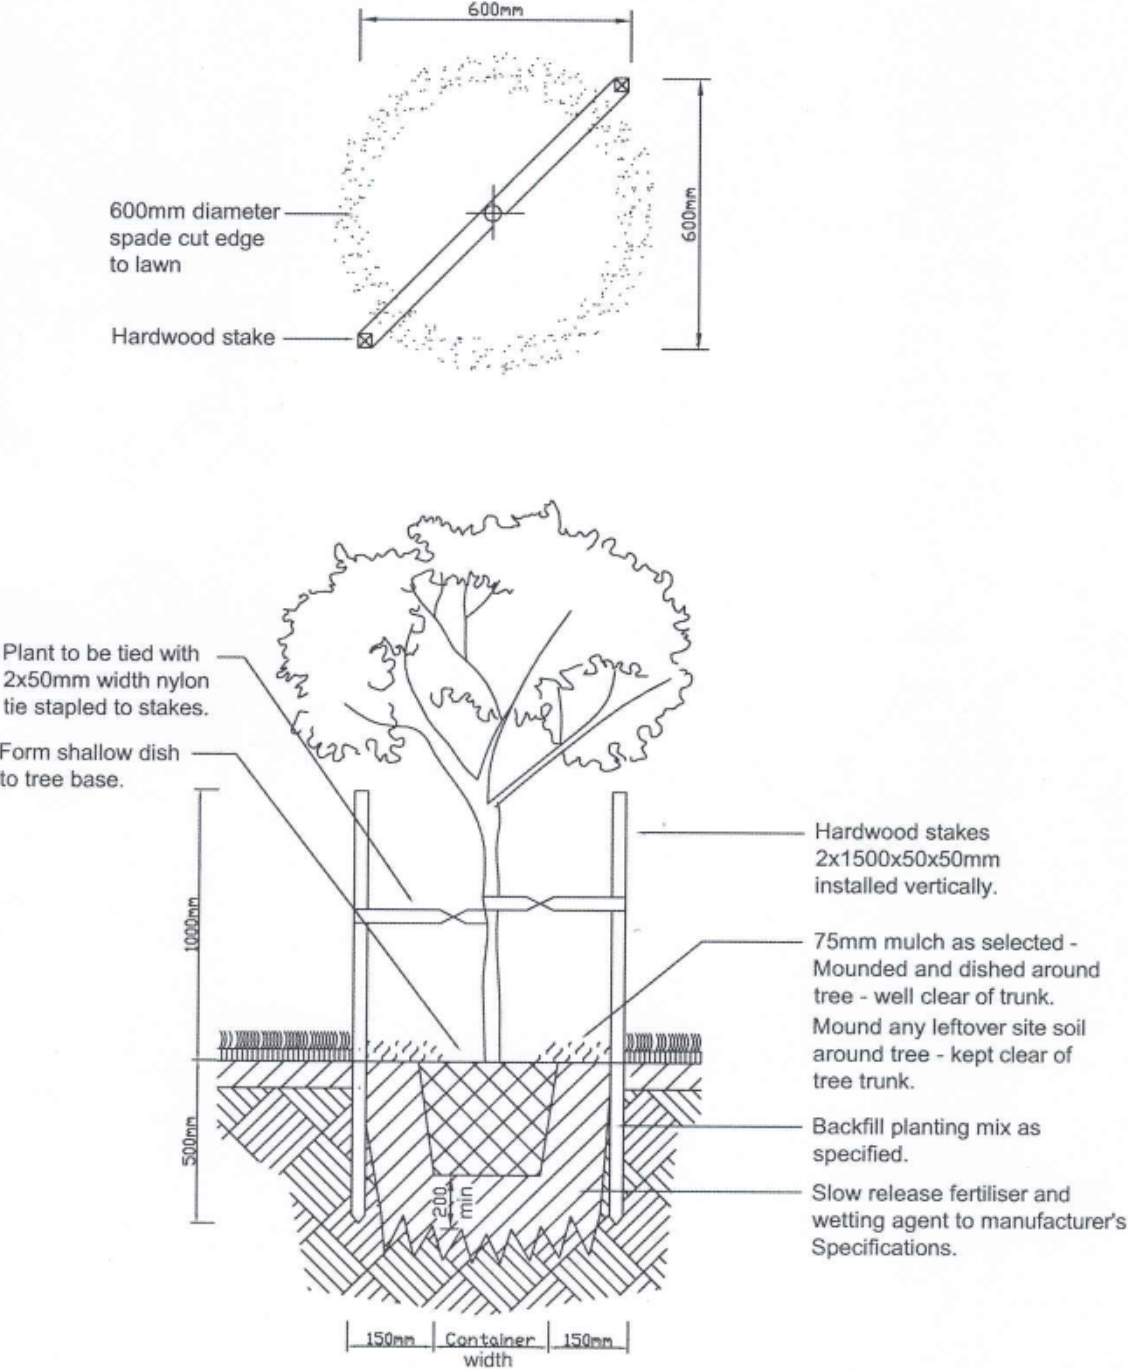 600mm
600mm
600mm diameter
spade cut edge
to lawn
Hardwood stake
Plant to be tied with
2x50mm width nylon
tie stapled to stakes.
Form shallow dish
to tree base.
1000mm
500mm
Hardwood stakes
2x1500x50x50mm
installed vertically.
75mm mulch as selected -
Mounded and dished around
tree - well clear of trunk.
Mound any leftover site soil
around tree - kept clear of
tree trunk.
Backfill planting mix as
specified.
Slow release fertiliser and
wetting agent to manufacturer's
Specifications.
200
min
150mm
Container
width
150mm